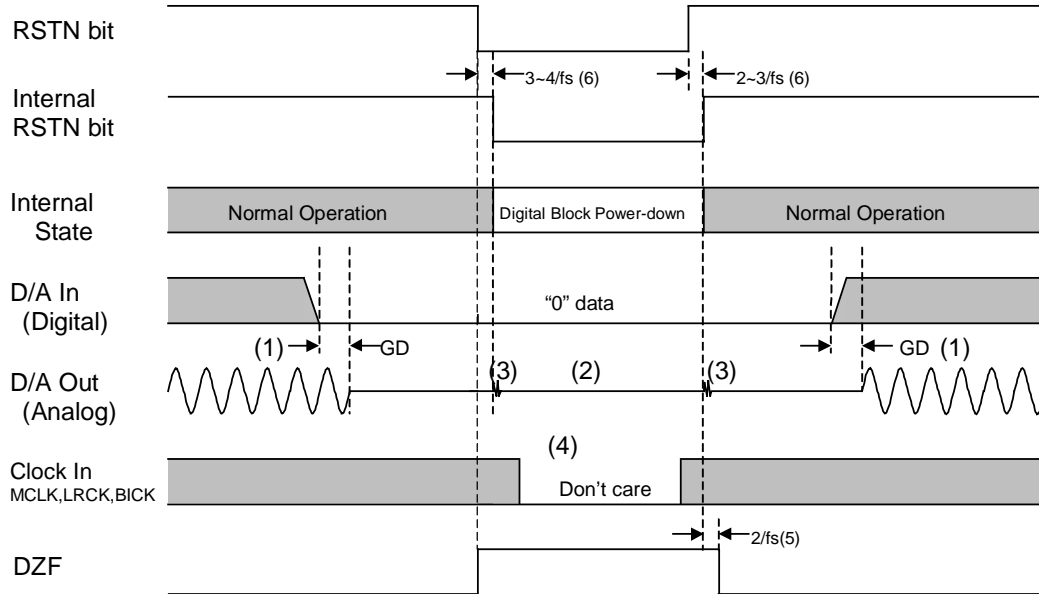 RSTN bit
3~4/fs (6)
2~3/fs (6)
Internal
RSTN bit
Internal
State
Normal Operation
Digital Block Power-down
Normal Operation
D/A In
(Digital)
“0” data
(1)
GD
GD
(1)
D/A Out
(Analog)
(3)
(2)
(3)
(4)
Clock In
MCLK,LRCK,BICK
Don’t care
2/fs(5)
DZF